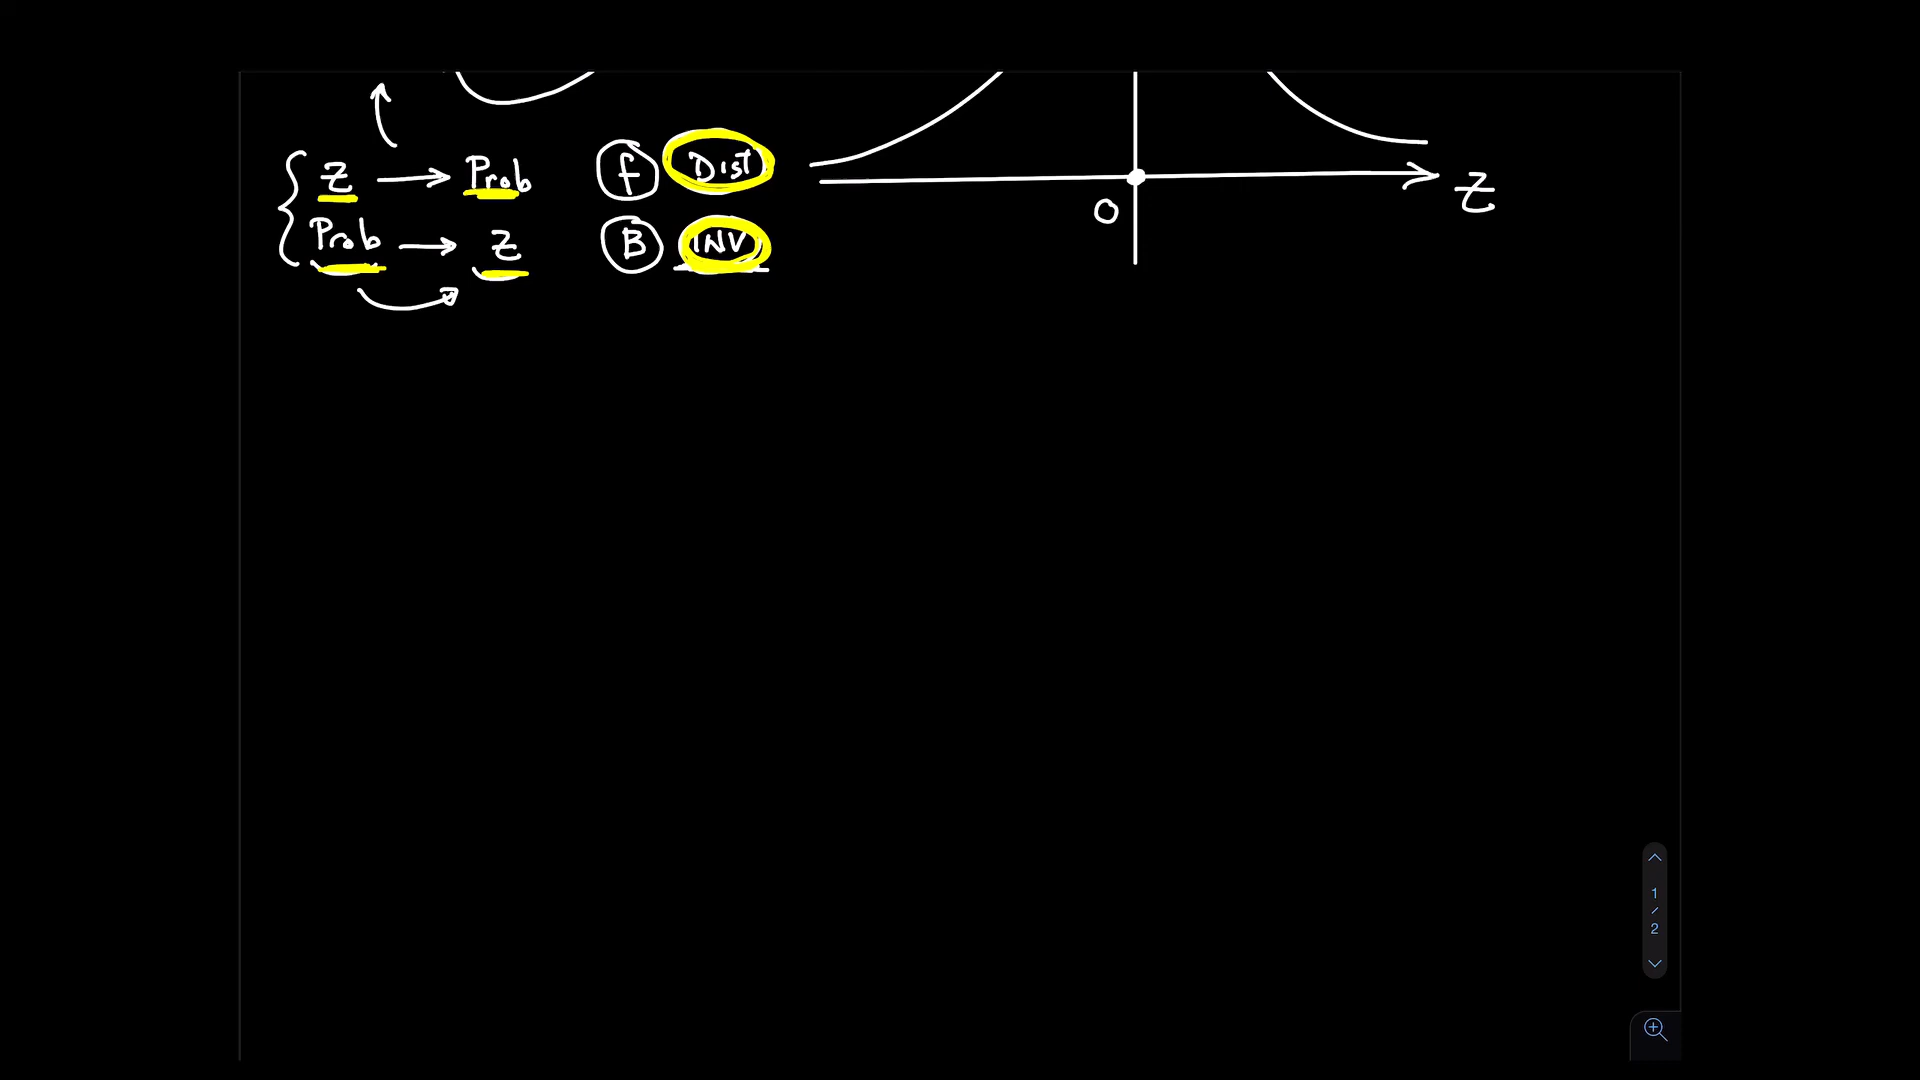 Z → Prob f Dist
Prob → Z B INV
0
Z
1
/
2